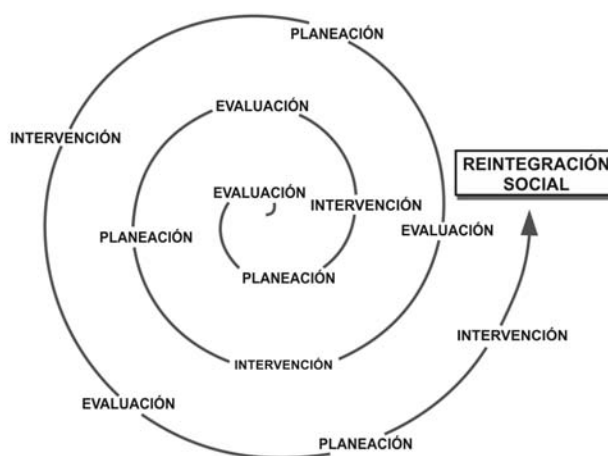 PLANEACIÓN
EVALUACIÓN
INTERVENCIÓN
REINTEGRACIÓN
SOCIAL
EVALUACIÓN
INTERVENCIÓN
PLANEACIÓN
EVALUACIÓN
PLANEACIÓN
INTERVENCIÓN
INTERVENCIÓN
EVALUACIÓN
PLANEACIÓN